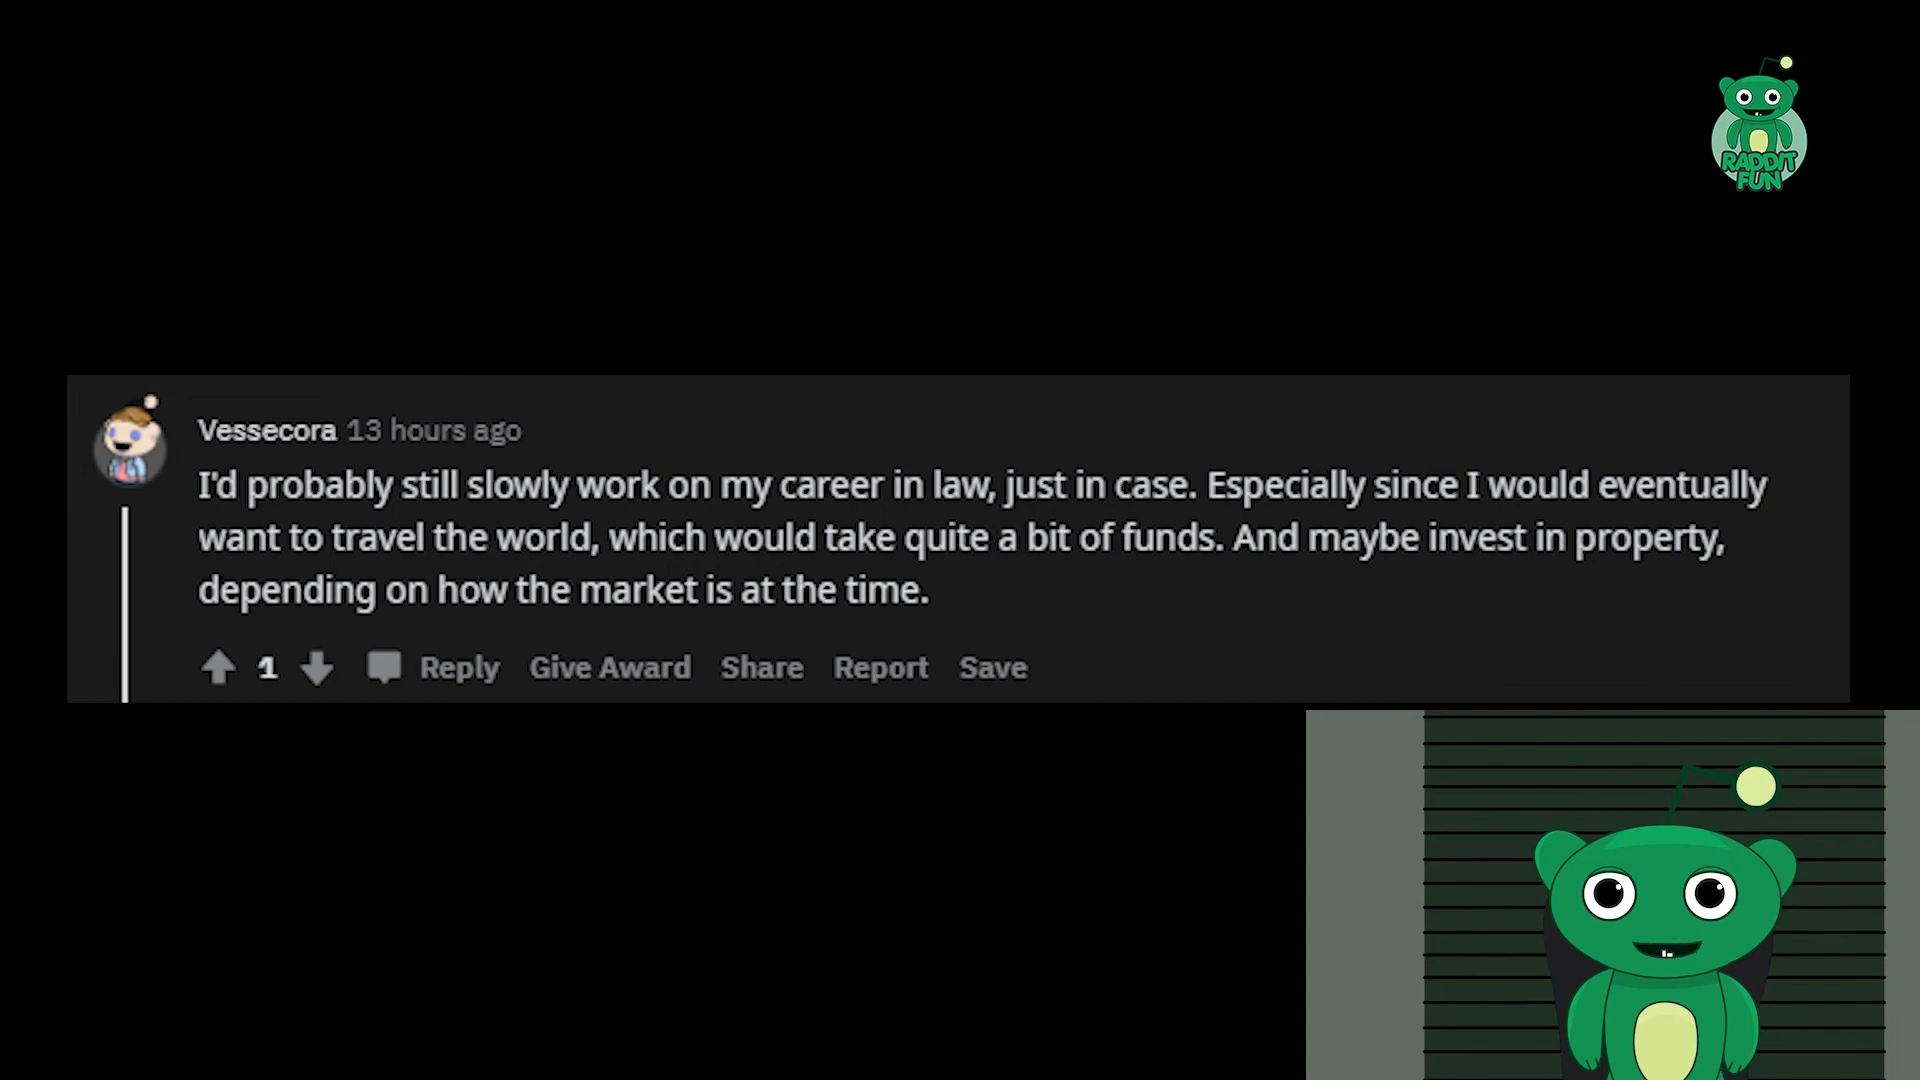 RADDIT
FUN
Vessecora 13 hours ago
I'd probably still slowly work on my career in law, just in case. Especially since I would eventually
want to travel the world, which would take quite a bit of funds. And maybe invest in property,
depending on how the market is at the time.
1 Reply Give Award Share Report Save